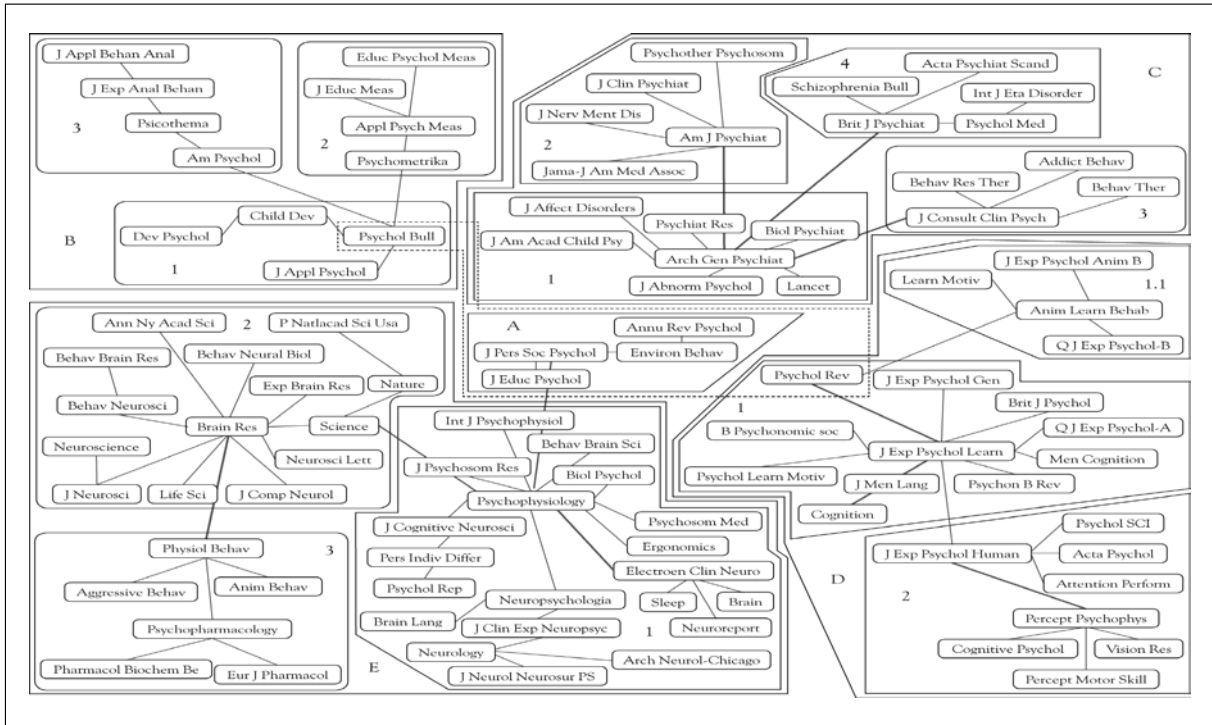 J Appl Behan Anal
J Exp Anal Behan
3
Psicothema
Am Psychol
Educ Psychol Meas
J Educ Meas
Appl Psych Meas
2
Psychometrika
Child Dev
Dev Psychol
Psychol Bull
B
1
J Appl Psychol
Psychother Psychosom
J Clin Psychiat
J Nerv Ment Dis
Am J Psychiat
2
Jama-J Am Med Assoc
4
Acta Psychiat Scand
C
Schizophrenia Bull
Int J Eta Disorder
Brit J Psychiat
Psychol Med
Addict Behav
Behav Res Ther
Behav Ther
J Consult Clin Psych
3
J Affect Disorders
Psychiat Res
Biol Psychiat
J Am Acad Child Psy
Arch Gen Psychiat
1
J Abnorm Psychol
Lancet
J Exp Psychol Anim B
Learn Motiv
1.1
Anim Learn Behab
Q J Exp Psychol-B
A
Annu Rev Psychol
J Pers Soc Psychol
Environ Behav
J Educ Psychol
2
Ann Ny Acad Sci
P Natlacad Sci Usa
Behav Brain Res
Behav Neural Biol
Exp Brain Res
Nature
Behav Neurosci
Brain Res
Science
Neuroscience
Neurosci Lett
J Neurosci
Life Sci
J Comp Neurol
Psychol Rev
J Exp Psychol Gen
1
Brit J Psychol
B Psychonomic soc
Q J Exp Psychol-A
J Exp Psychol Learn
Men Cognition
Psychol Learn Motiv
J Men Lang
Psychon B Rev
Cognition
Int J Psychophysiol
Behav Brain Sci
J Psychosom Res
Biol Psychol
Psychophysiology
J Cognitive Neurosci
Psychosom Med
Ergonomics
Pers Indiv Differ
Electroen Clin Neuro
Psychol Rep
Neuropsychologia
Sleep
Brain
Brain Lang
J Clin Exp Neuropsyc
Neuroreport
1
Neurology
Arch Neurol-Chicago
E
J Neurol Neurosur PS
Physiol Behav
3
Aggressive Behav
Anim Behav
Psychopharmacology
Pharmacol Biochem Be
Eur J Pharmacol
Psychol SCI
J Exp Psychol Human
Acta Psychol
D
Attention Perform
2
Percept Psychophys
Cognitive Psychol
Vision Res
Percept Motor Skill